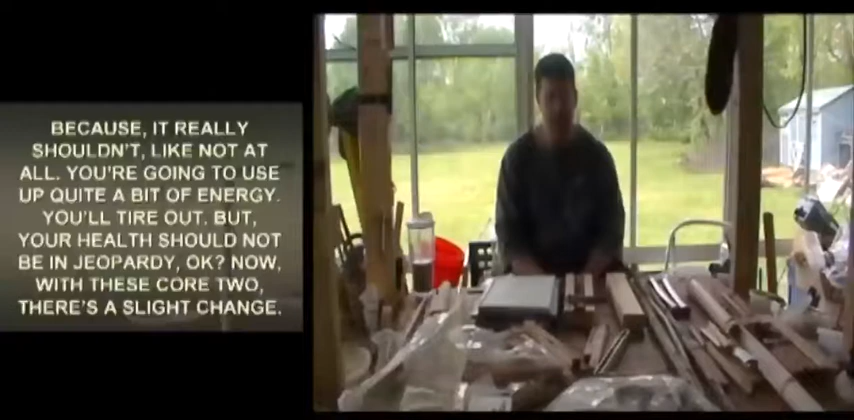 BECAUSE, IT REALLY
SHOULDN'T, LIKE NOT AT
ALL. YOU'RE GOING TO USE
UP QUITE A BIT OF ENERGY.
YOU'LL TIRE OUT. BUT,
YOUR HEALTH SHOULD NOT
BE IN JEOPARDY, OK? NOW,
WITH THESE CORE TWO,
THERE'S A SLIGHT CHANGE.